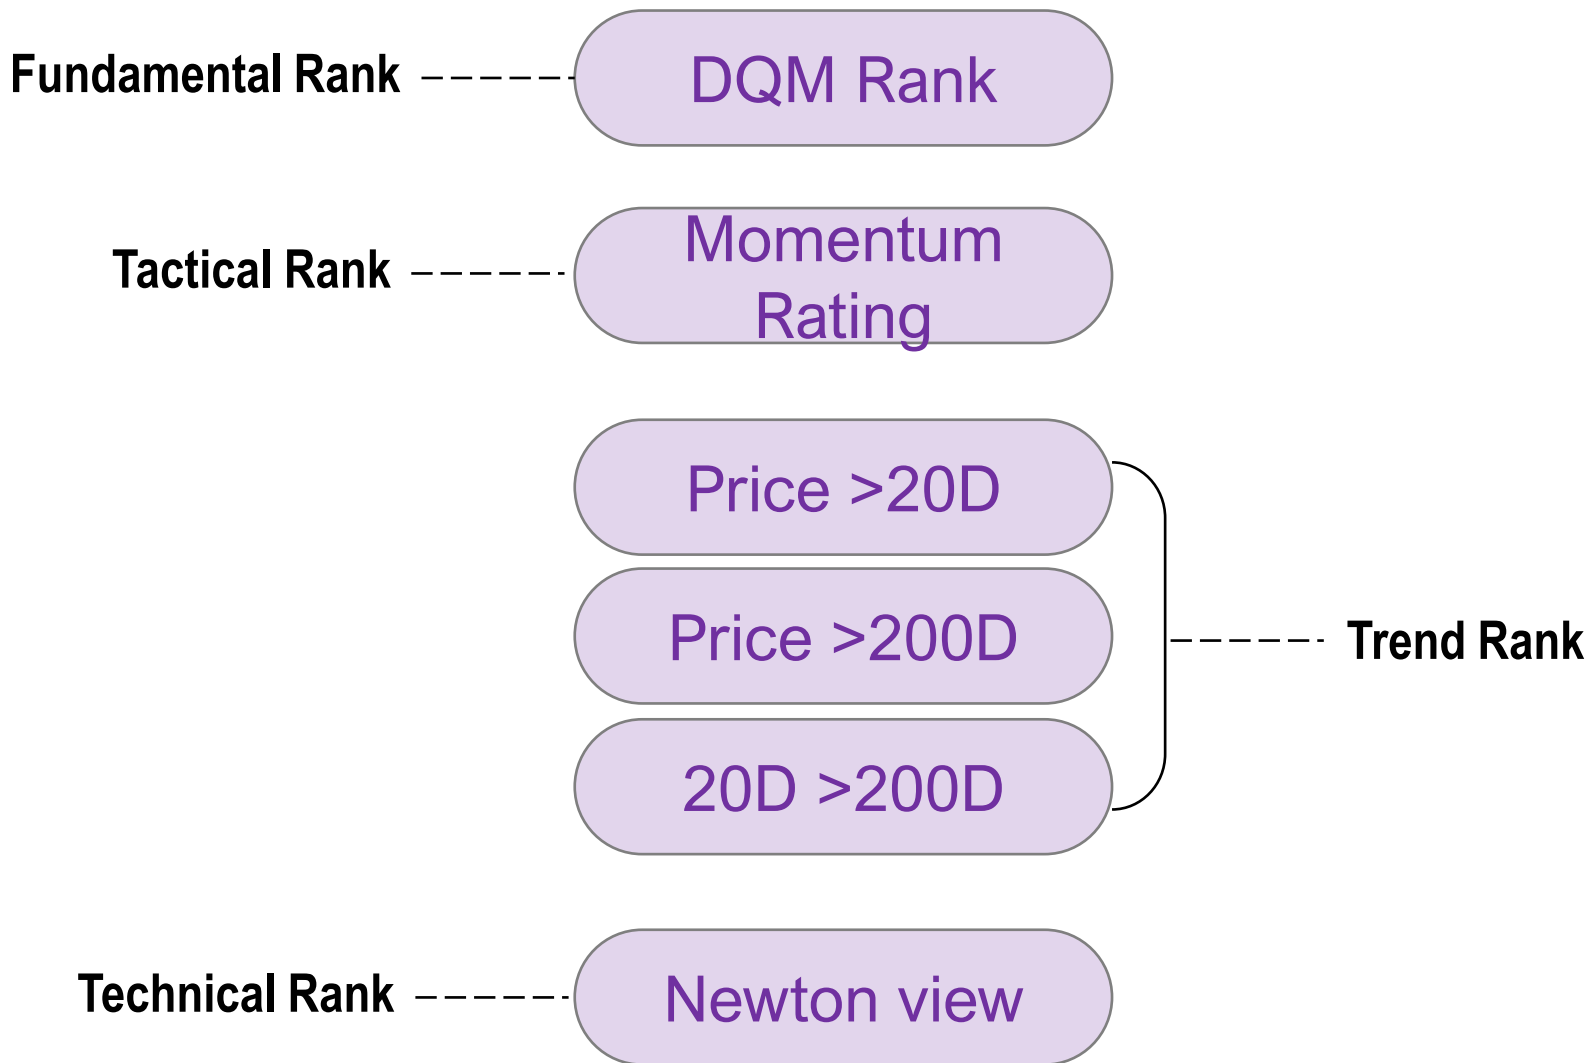 Fundamental Rank
DQM Rank
Tactical Rank
Momentum
Rating
Price >20D
Price >200D
20D >200D
Trend Rank
Technical Rank
Newton view